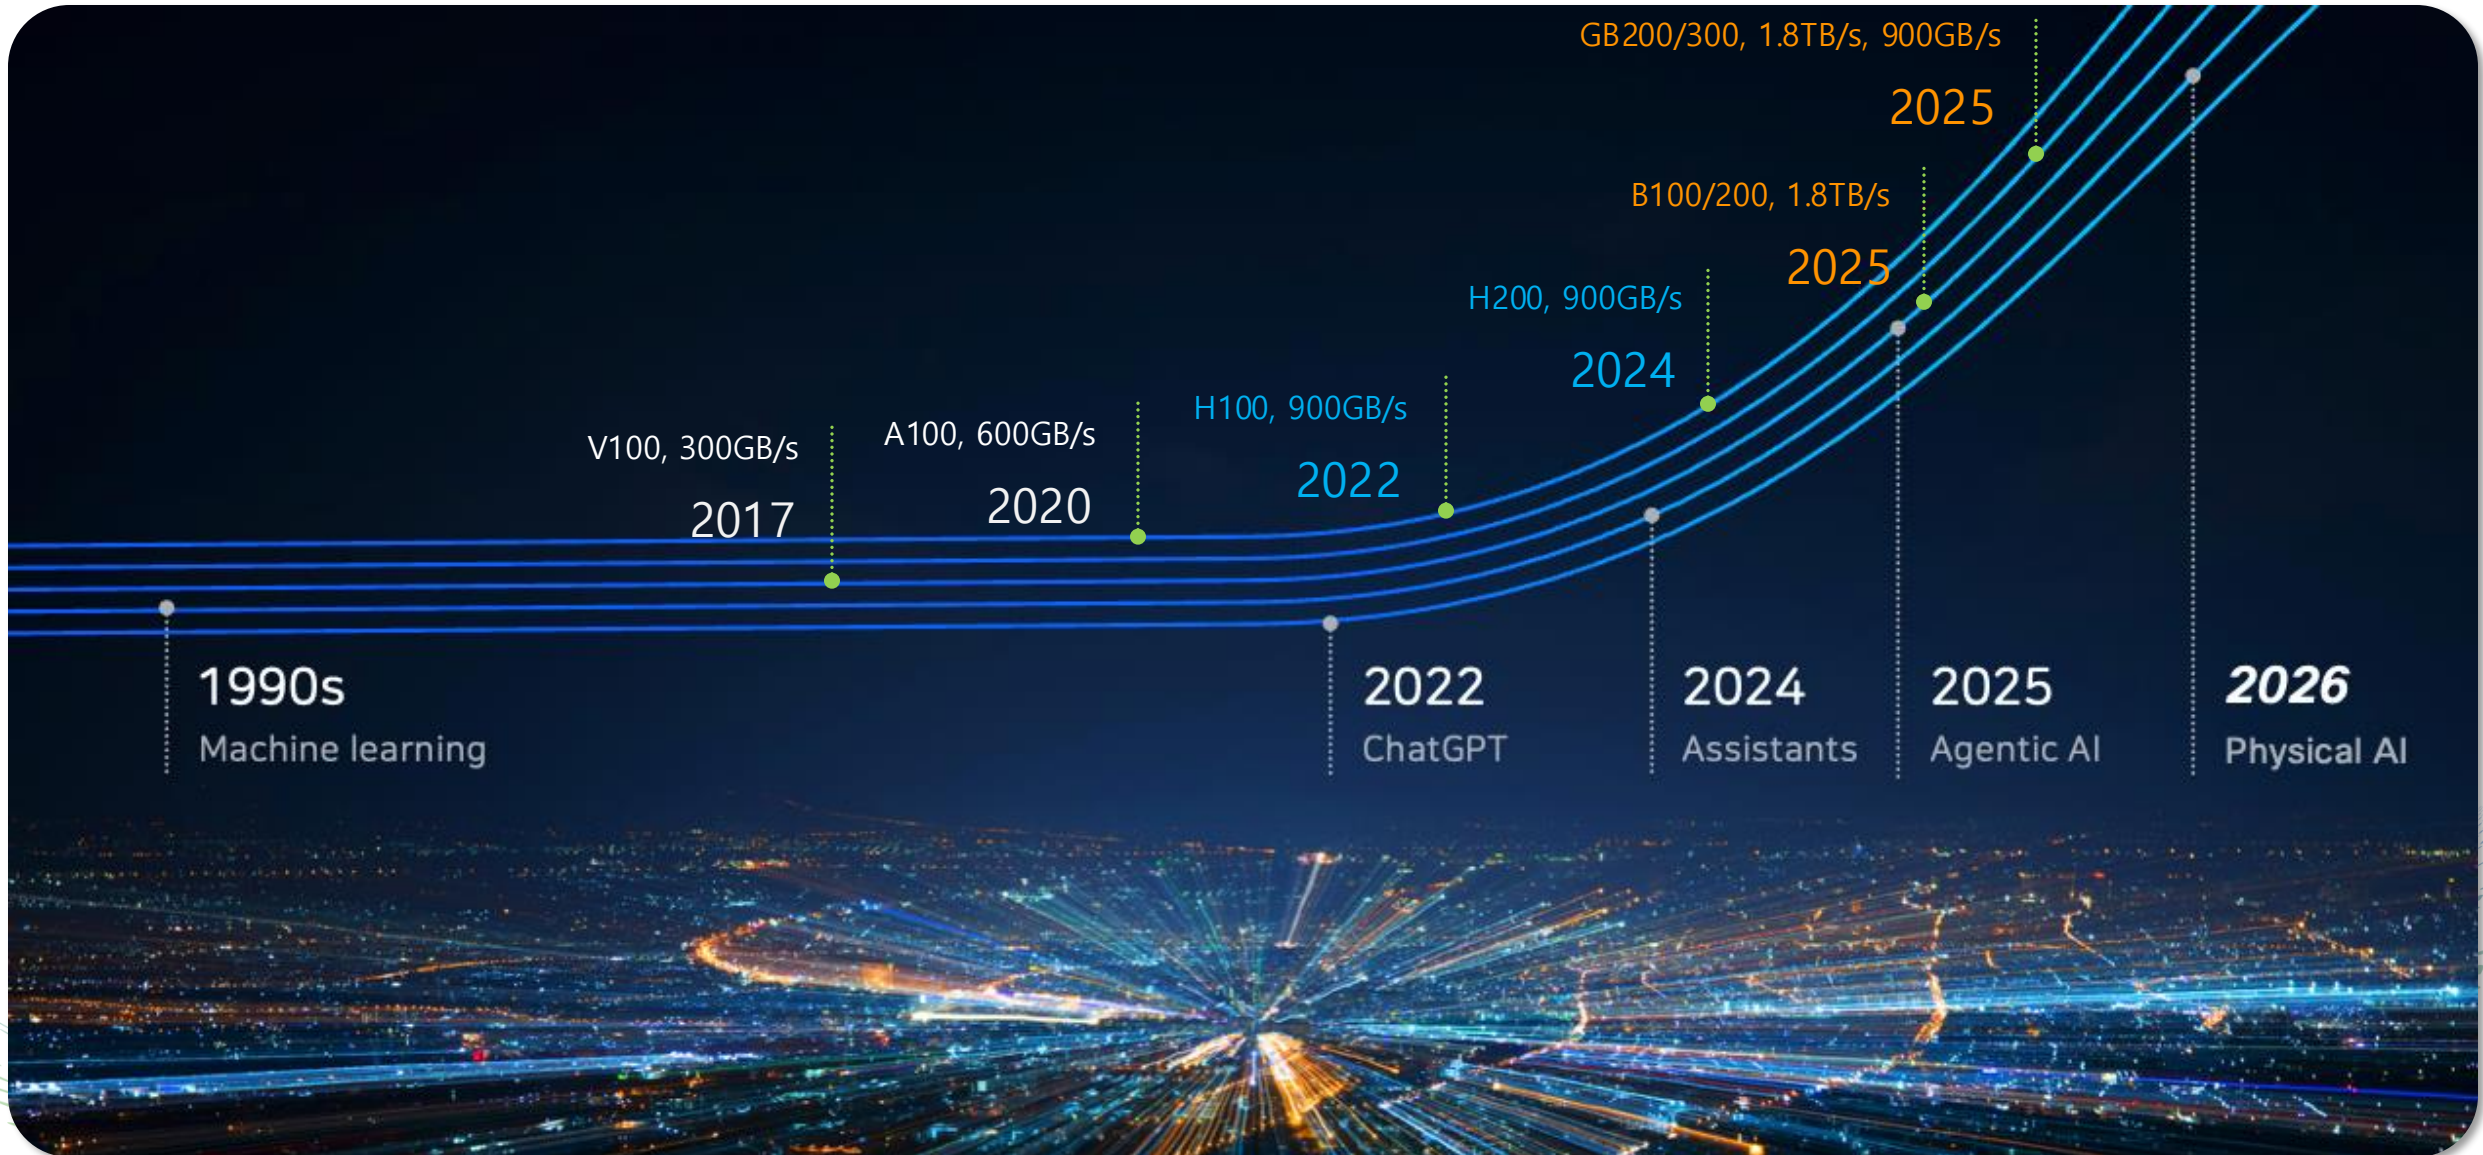 GB200/300, 1.8TB/s, 900GB/s
2025
B100/200, 1.8TB/s
2025
H200, 900GB/s
2024
H100, 900GB/s
2022
A100, 600GB/s
2020
V100, 300GB/s
2017
1990s
Machine learning
2022
ChatGPT
2024
Assistants
2025
Agentic AI
2026
Physical AI